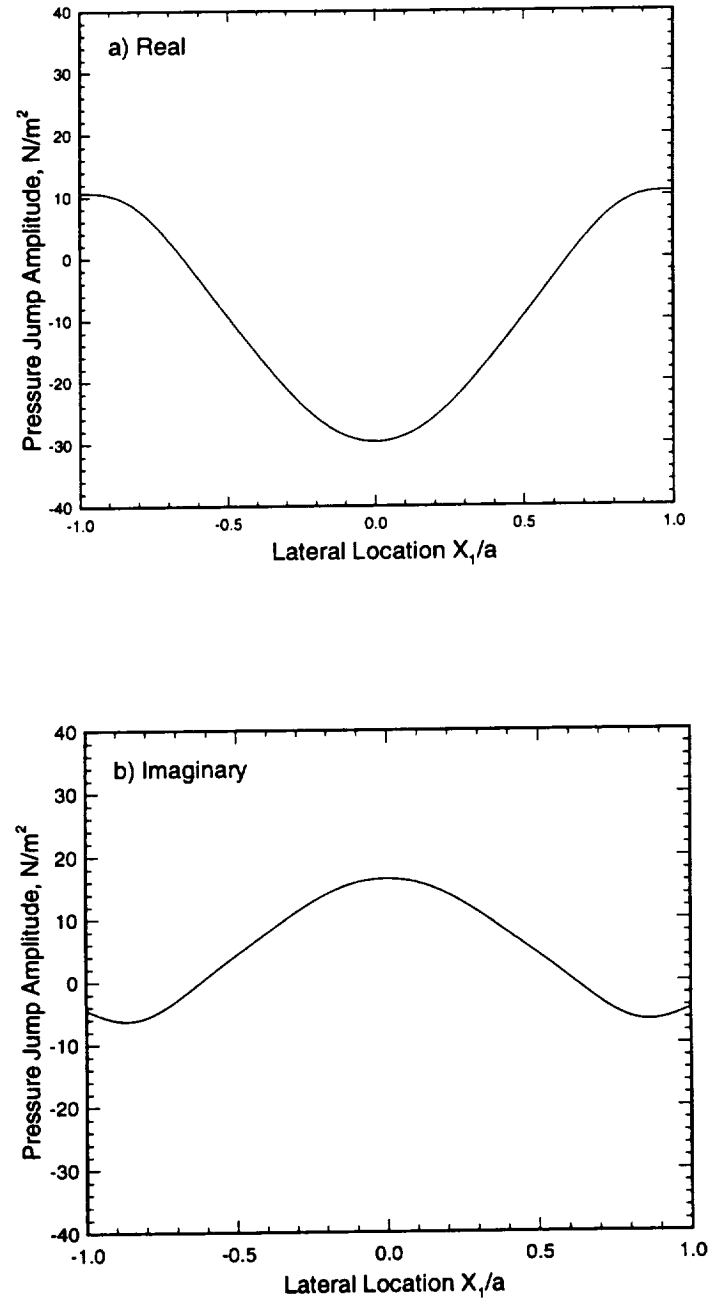 a) Real
40
30
20
10
0
-10
-20
-30
-40
Pressure Jump Amplitude, N/m²
-1.0 -0.5 0.0 0.5 1.0
Lateral Location X₁/a
b) Imaginary
40
30
20
10
0
-10
-20
-30
-40
Pressure Jump Amplitude, N/m²
-1.0 -0.5 0.0 0.5 1.0
Lateral Location X₁/a